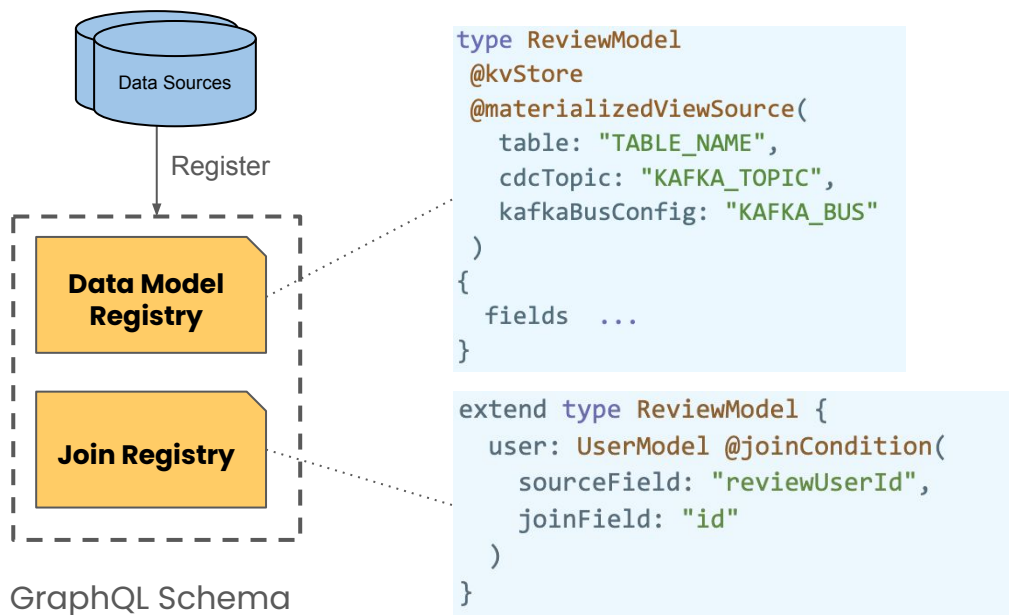 Data Sources
Register
Data Model
Registry
Join Registry
GraphQL Schema
type ReviewModel
@kvStore
@materializedViewSource(
table: "TABLE_NAME",
cdcTopic: "KAFKA_TOPIC",
kafkaBusConfig: "KAFKA_BUS"
)
{
fields ...
}
extend type ReviewModel {
user: UserModel @joinCondition(
sourceField: "reviewUserId",
joinField: "id"
)
}